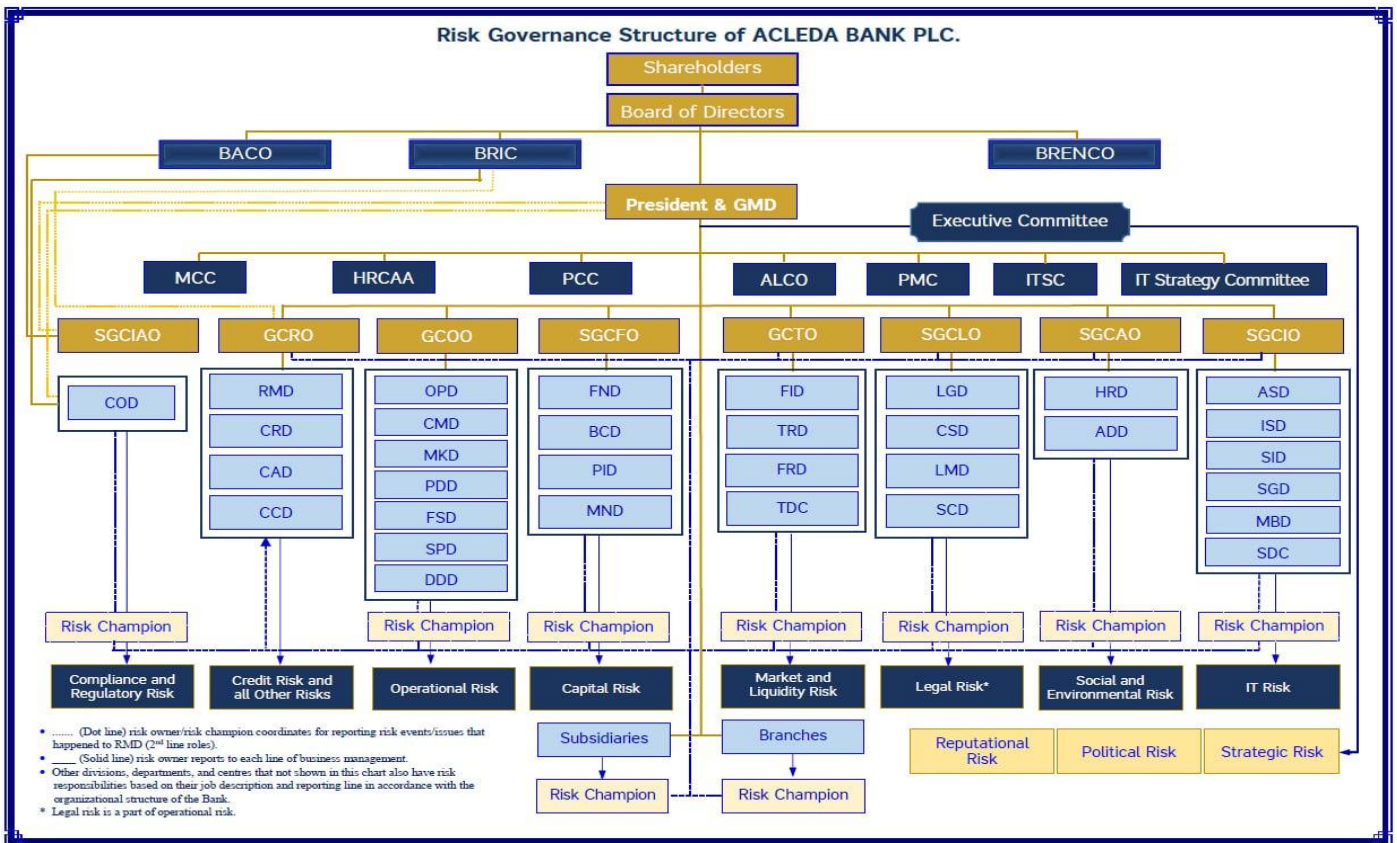 Risk Governance Structure of ACLEDA BANK PLC.
Shareholders
Board of Directors
BACO
BRIC
BRENCO
President & GMD
Executive Committee
MCC
HRCAA
PCC
ALCO
PMC
ITSC
IT Strategy Committee
SGCIAO
GCRO
GCOO
SGCFO
GCTO
SGCLO
SGCAO
SGCIO
COD
RMD
CRD
CAD
CCD
OPD
CMD
MKD
PDD
FSD
SPD
DDD
FND
BCD
PID
MND
FID
TRD
FRD
TDC
LGD
CSD
LMD
SCD
HRD
ADD
ASD
ISD
SID
SGD
MBD
SDC
Risk Champion
Risk Champion
Risk Champion
Risk Champion
Risk Champion
Risk Champion
Risk Champion
Compliance and
Regulatory Risk
Credit Risk and
all Other Risks
Operational Risk
Capital Risk
Market and
Liquidity Risk
Legal Risk*
Social and
Environmental Risk
IT Risk
• ....... (Dot line) risk owner/risk champion coordinates for reporting risk events/issues that
happened to RMD (2nd line roles).
• ____ (Solid line) risk owner reports to each line of business management.
• Other divisions, departments, and centres that not shown in this chart also have risk
responsibilities based on their job description and reporting line in accordance with the
organizational structure of the Bank.
* Legal risk is a part of operational risk.
Subsidiaries
Branches
Risk Champion
Risk Champion
Reputational
Risk
Political Risk
Strategic Risk